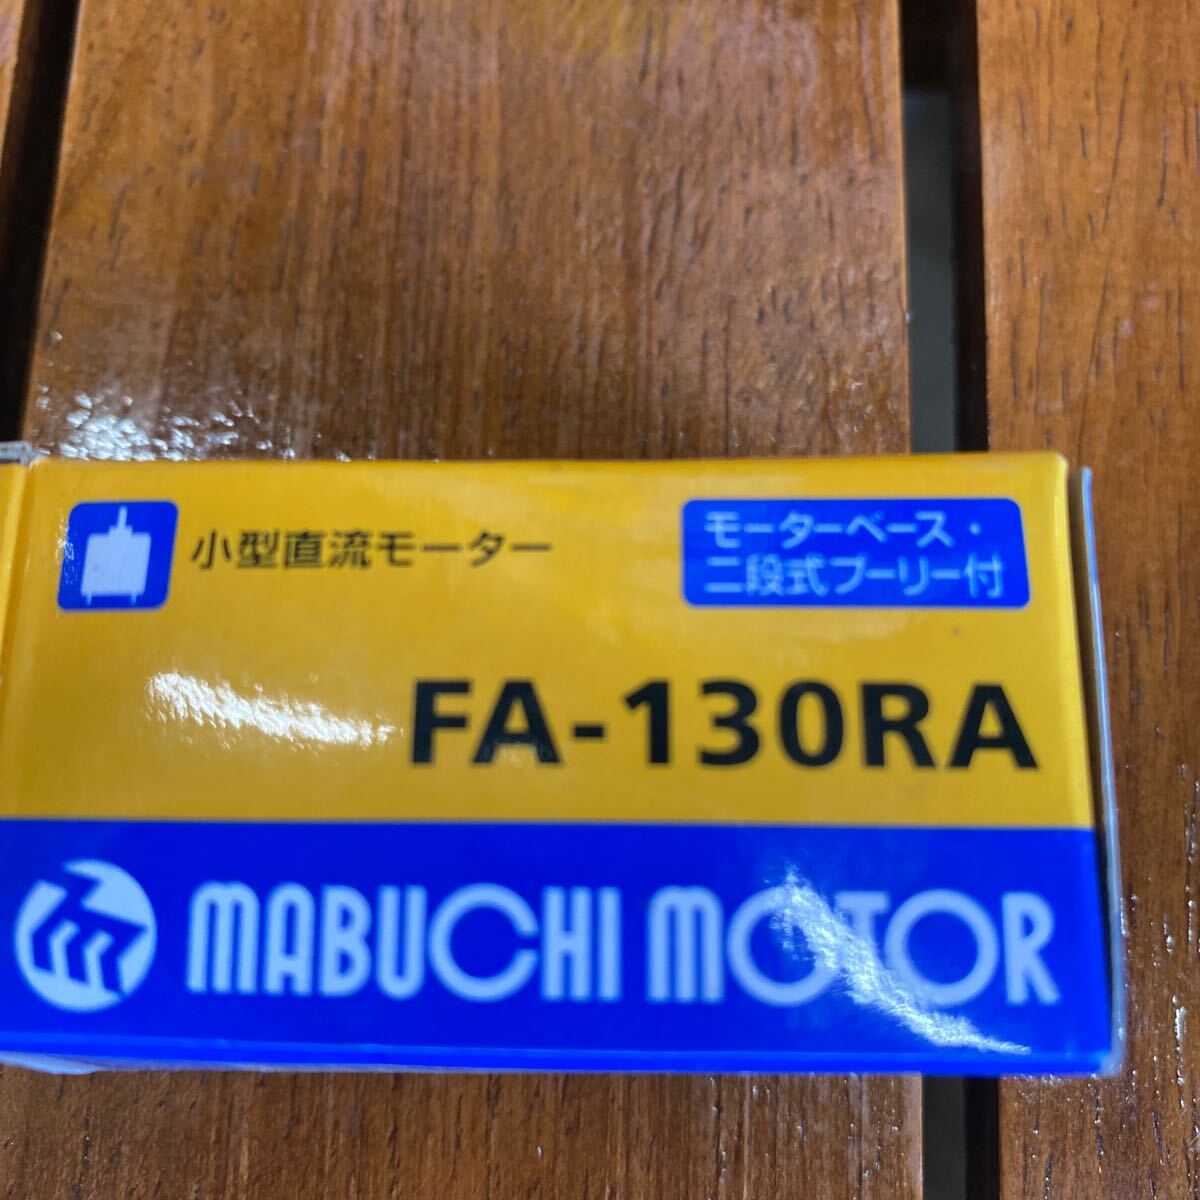 小型直流モーター
モーターベース・
二段式プーリー付
FA-130RA
MABUCHI MOTOR